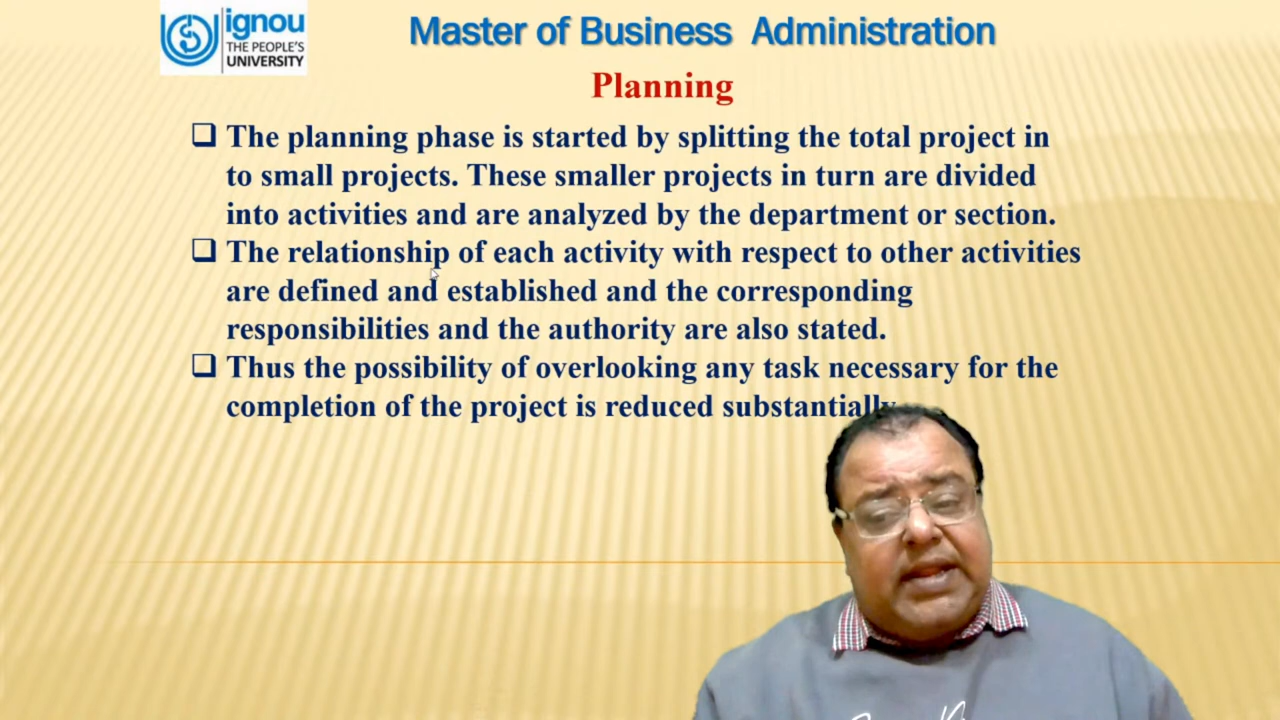 ignou
THE PEOPLE'S
UNIVERSITY
Master of Business Administration
Planning
The planning phase is started by splitting the total project in
to small projects. These smaller projects in turn are divided
into activities and are analyzed by the department or section.
The relationship of each activity with respect to other activities
are defined and established and the corresponding
responsibilities and the authority are also stated.
Thus the possibility of overlooking any task necessary for the
completion of the project is reduced substantially